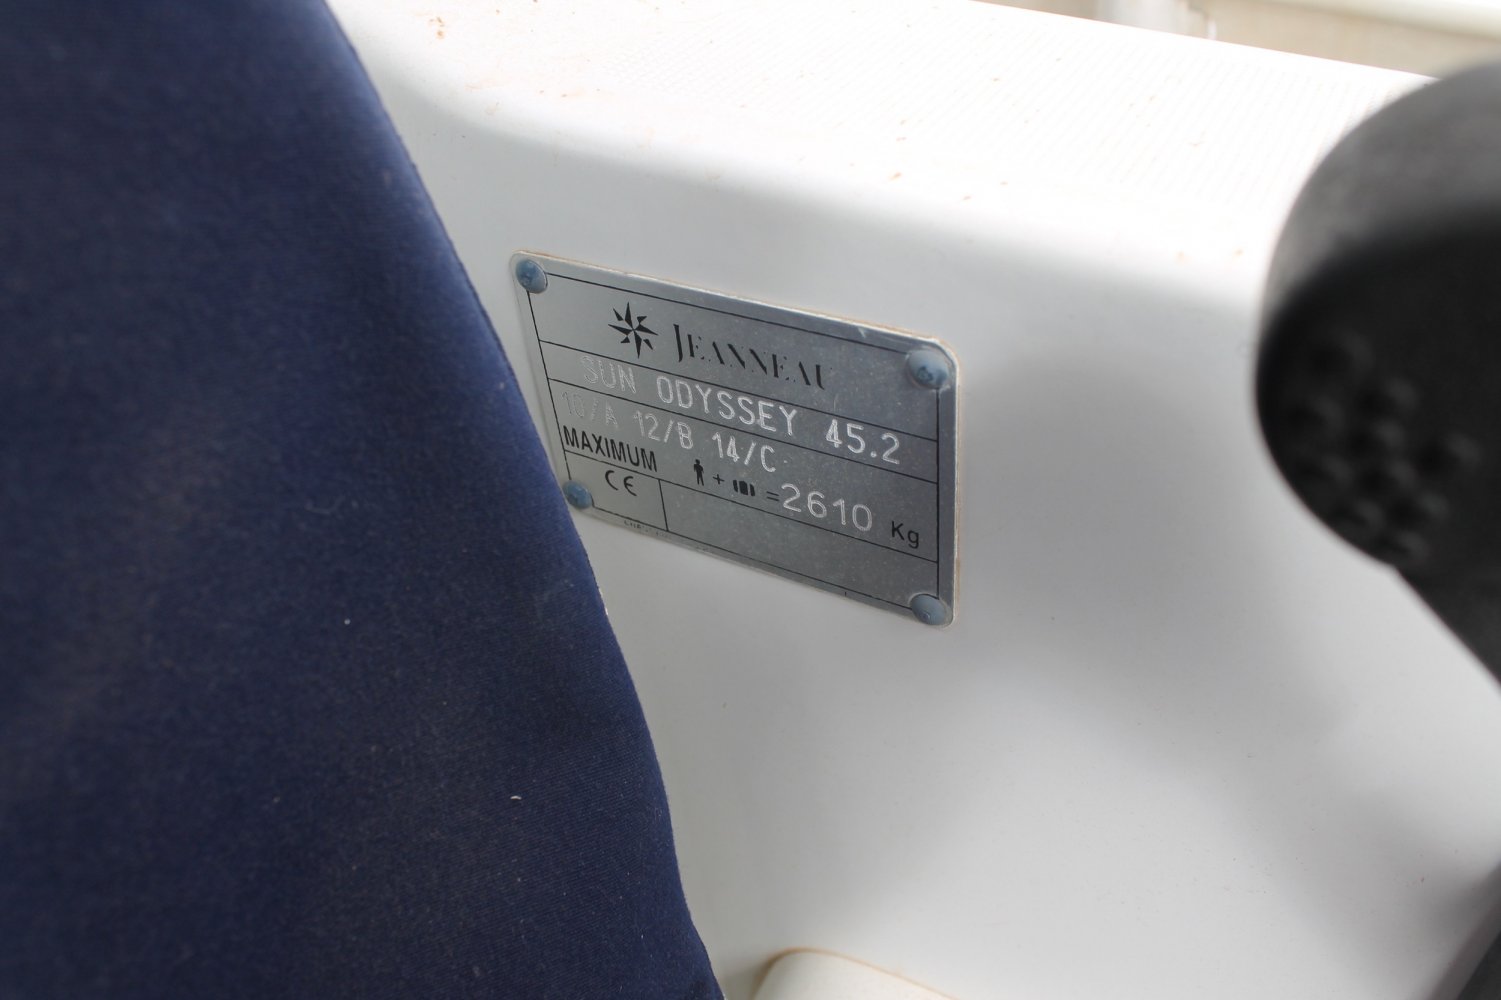 JEANNEAU
SUN ODYSSEY 45.2
10/A 12/B 14/C
MAXIMUM + = 2610 Kg
CE